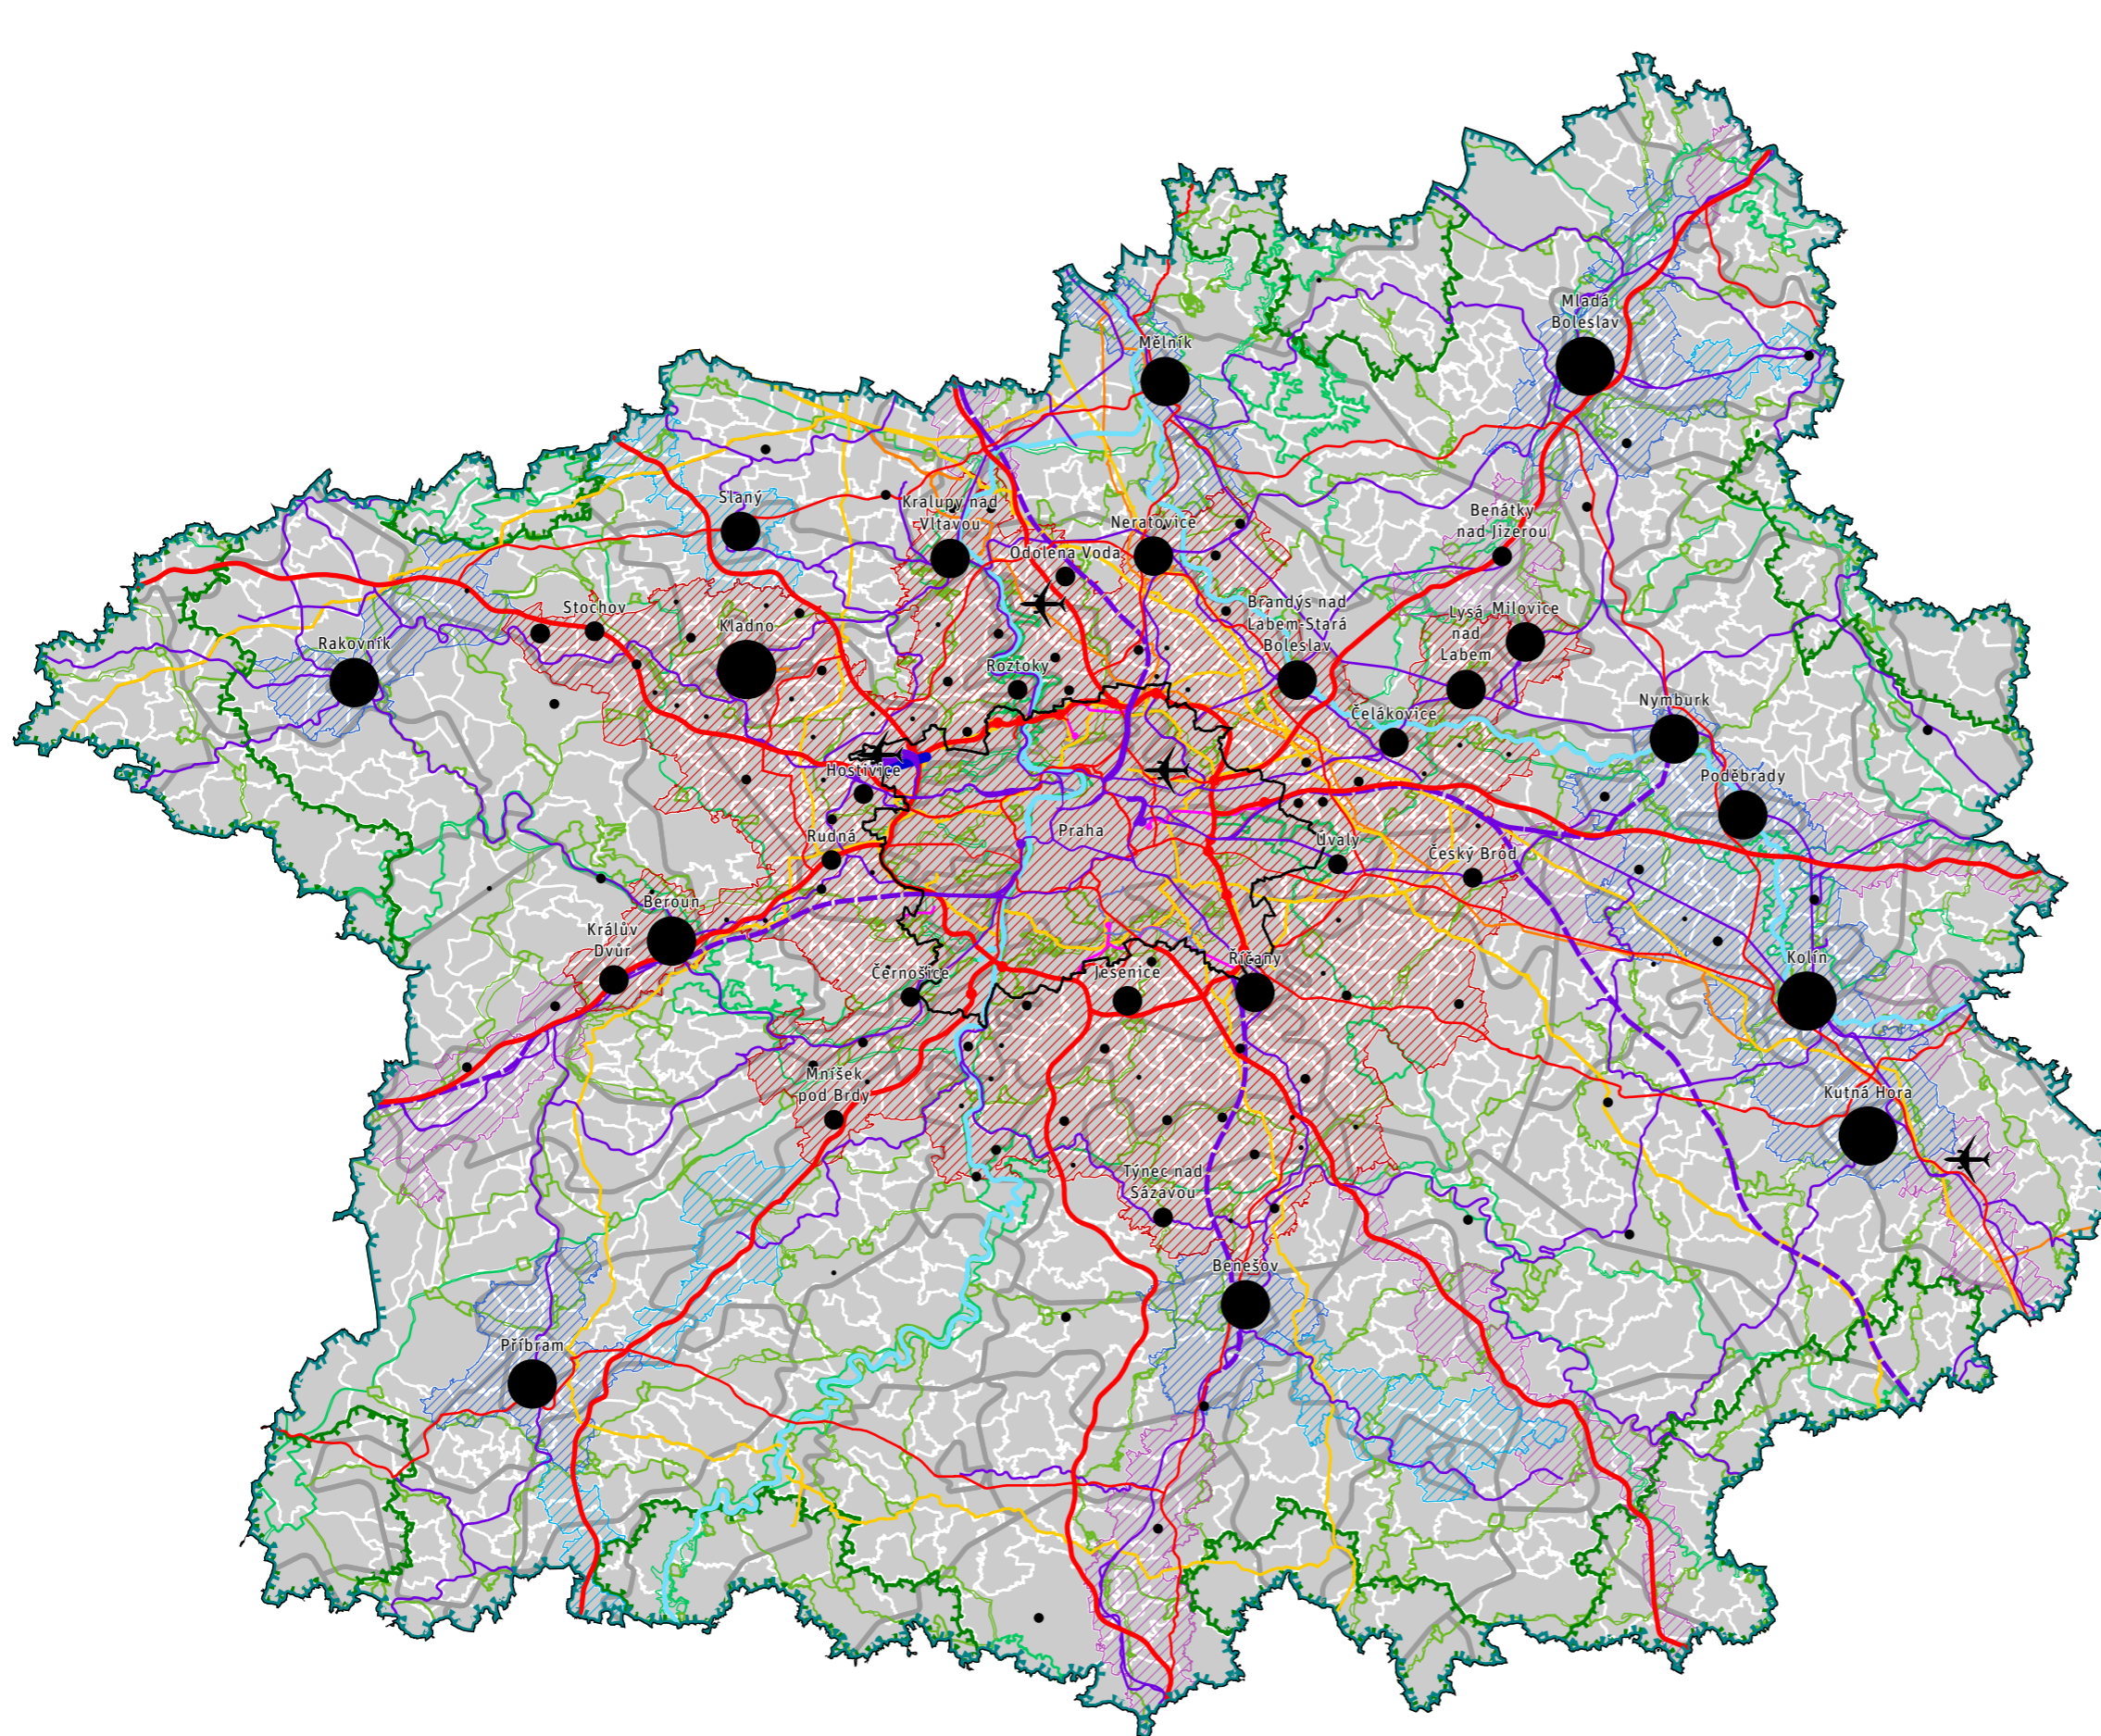 Mladá
Boleslav
Mělník
Slaný
Kralupy nad
Vltavou
Neratovice
Benátky
nad Jizerou
Odolena Voda
Stochov
Kladno
Rakovník
Roztoky
Brandýs nad
Labem-Stará
Boleslav
Lysá
nad
Labem
Milovice
Nymburk
Čelákovice
Hostivice
Poděbrady
Praha
Rudná
Úvaly
Český Brod
Beroun
Králův
Dvůr
Černošice
Jesenice
Říčany
Kolín
Mníšek
pod Brdy
Kutná Hora
Týnec nad
Sázavou
Benešov
Příbram